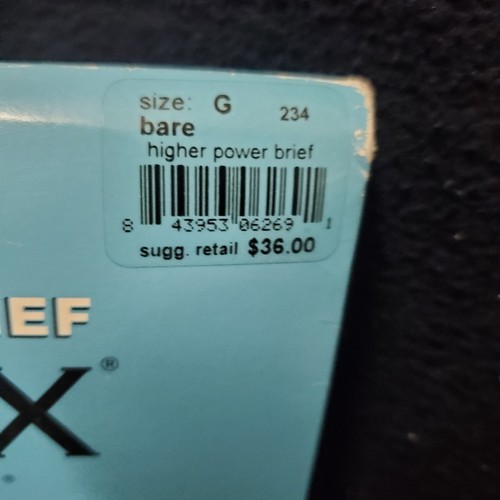 size: G 234
bare
higher power brief
8 43953 06269 1
sugg. retail $36.00
EF
X®